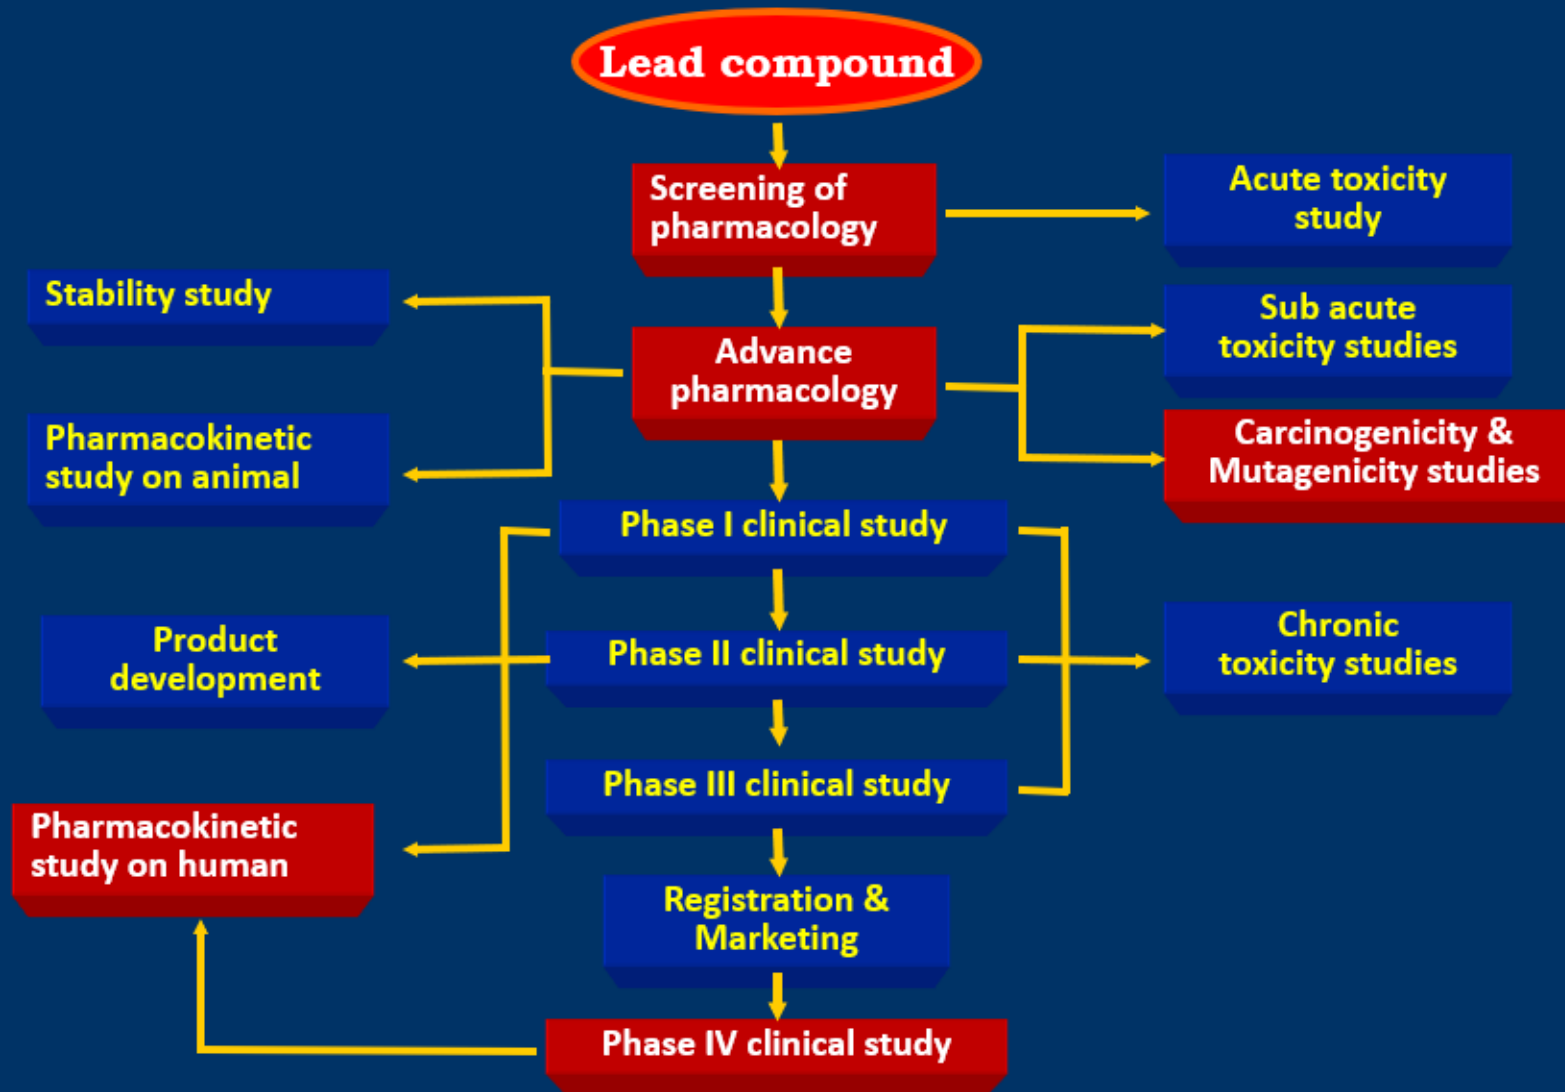 Lead compound
Screening of
pharmacology
Acute toxicity
study
Stability study
Sub acute
toxicity studies
Advance
pharmacology
Pharmacokinetic
study on animal
Carcinogenicity &
Mutagenicity studies
Phase I clinical study
Product
development
Phase II clinical study
Chronic
toxicity studies
Phase III clinical study
Pharmacokinetic
study on human
Registration &
Marketing
Phase IV clinical study